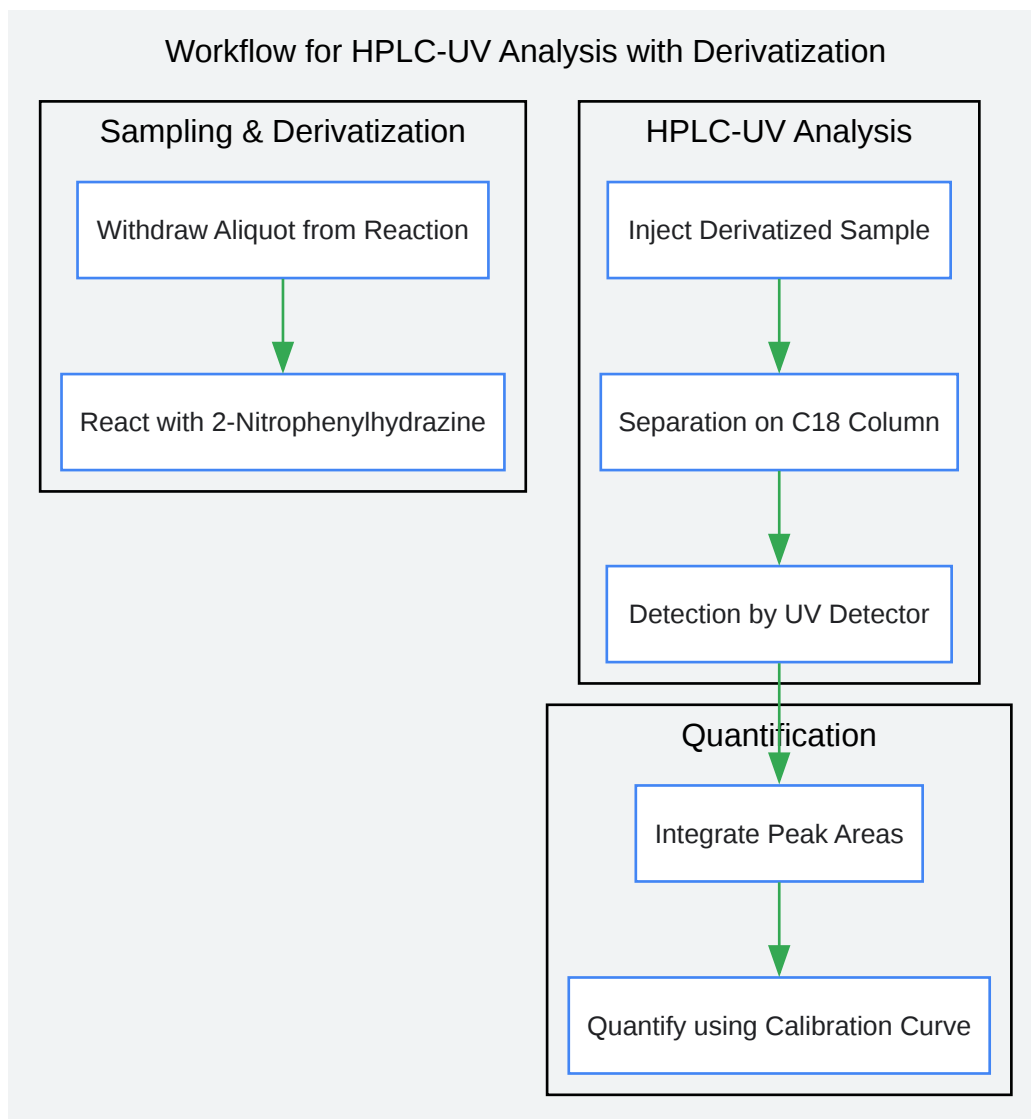 Workflow for HPLC-UV Analysis with Derivatization
Sampling & Derivatization
Withdraw Aliquot from Reaction
React with 2-Nitrophenylhydrazine
HPLC-UV Analysis
Inject Derivatized Sample
Separation on C18 Column
Detection by UV Detector
Quantification
Integrate Peak Areas
Quantify using Calibration Curve